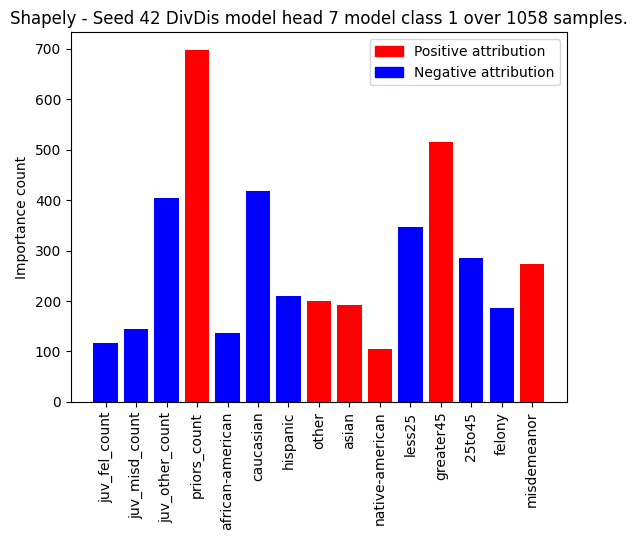 Shapely - Seed 42 DivDis model head 7 model class 1 over 1058 samples.
Positive attribution
Negative attribution
Importance count
700
600
500
400
300
200
100
0
juv_fel_count
juv_misd_count
juv_other_count
priors_count
african-american
caucasian
hispanic
other
asian
native-american
less25
greater45
25to45
felony
misdemeanor